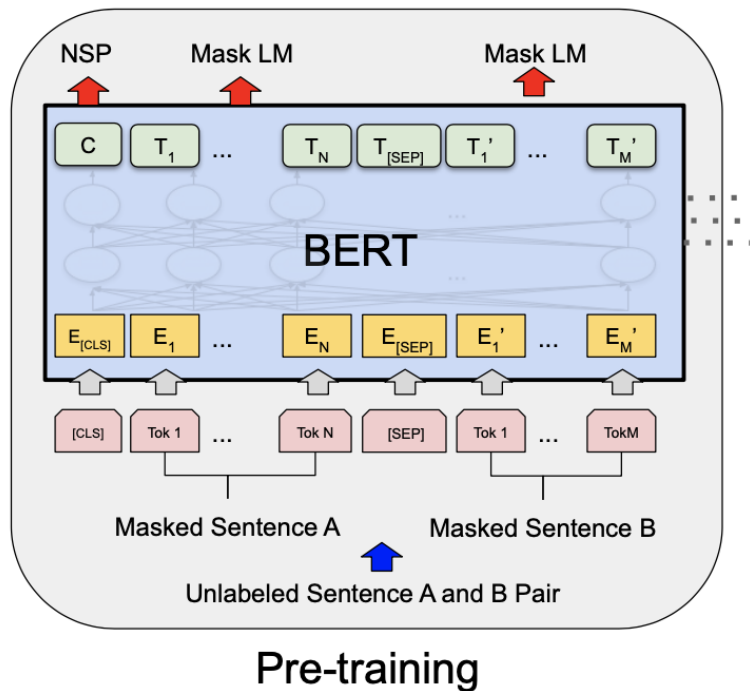 NSP Mask LM Mask LM
C T1 ... TN T[SEP] T1’ ... TM’
...
BERT
...
E[CLS] E1 ... EN E[SEP] E1’ ... EM’
[CLS] Tok 1 ... Tok N [SEP] Tok 1 ... TokM
Masked Sentence A Masked Sentence B
Unlabeled Sentence A and B Pair
Pre-training